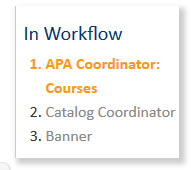 In Workflow
1. APA Coordinator:
Courses
2. Catalog Coordinator
3. Banner